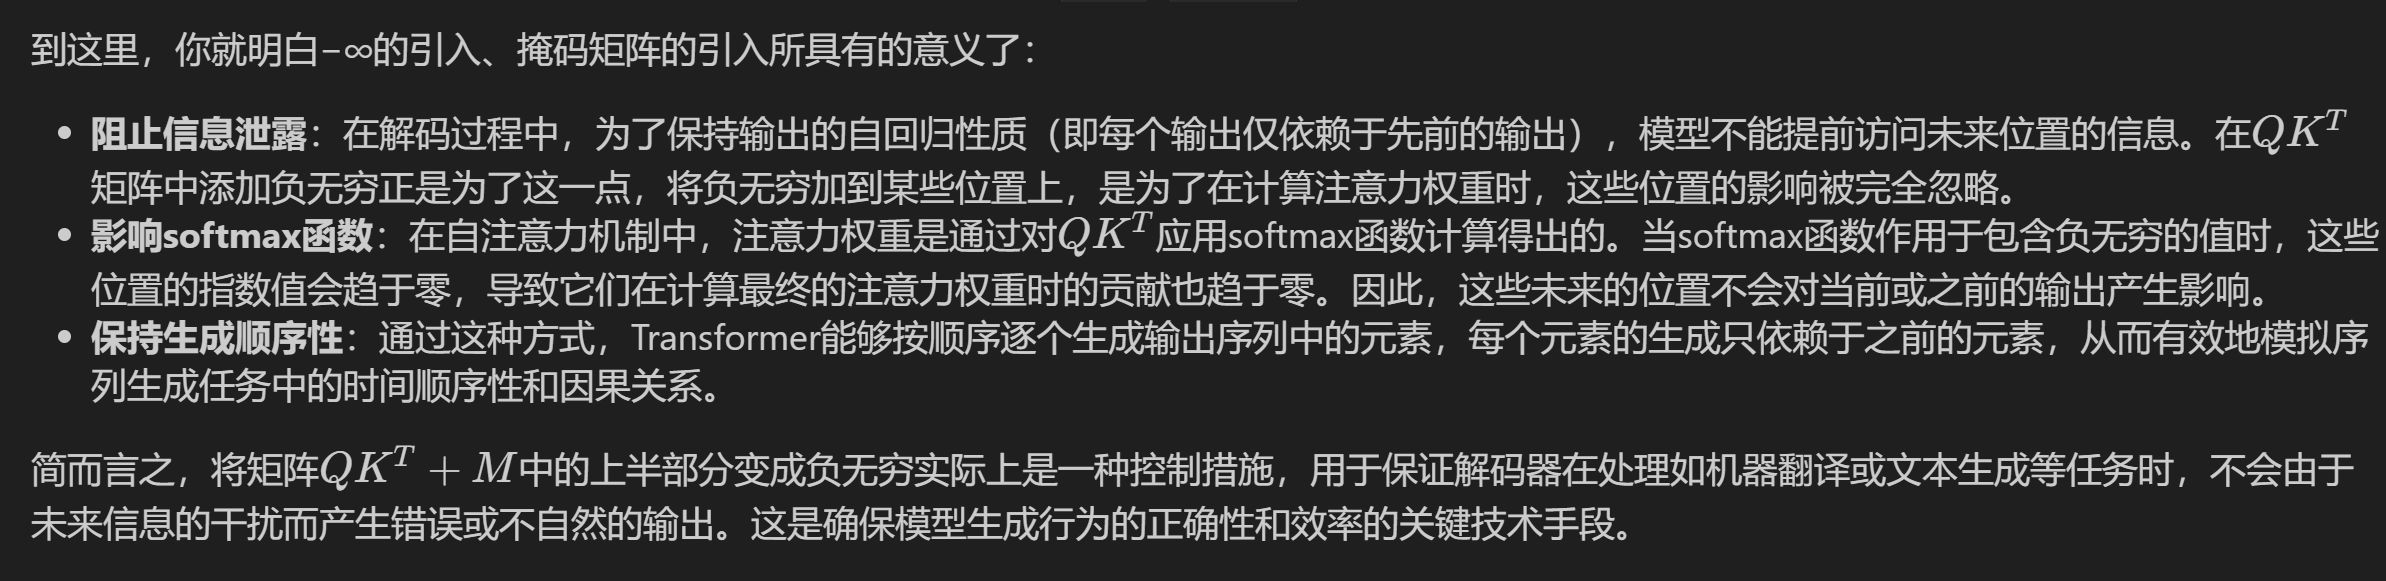 到这里，你就明白−∞的引入、掩码矩阵的引入所具有的意义了：
• 阻止信息泄露：在解码过程中，为了保持输出的自回归性质（即每个输出仅依赖于先前的输出），模型不能提前访问未来位置的信息。在QK^T
矩阵中添加负无穷正是为了这一点，将负无穷加到某些位置上，是为了在计算注意力权重时，这些位置的影响被完全忽略。
• 影响softmax函数：在自注意力机制中，注意力权重是通过对QK^T应用softmax函数计算得出的。当softmax函数作用于包含负无穷的值时，这些
位置的指数值会趋于零，导致它们在计算最终的注意力权重时的贡献也趋于零。因此，这些未来的位置不会对当前或之前的输出产生影响。
• 保持生成顺序性：通过这种方式，Transformer能够按顺序逐个生成输出序列中的元素，每个元素的生成只依赖于之前的元素，从而有效地模拟序
列生成任务中的时间顺序性和因果关系。
简而言之，将矩阵QK^T + M中的上半部分变成负无穷实际上是一种控制措施，用于保证解码器在处理如机器翻译或文本生成等任务时，不会由于
未来信息的干扰而产生错误或不自然的输出。这是确保模型生成行为的正确性和效率的关键技术手段。